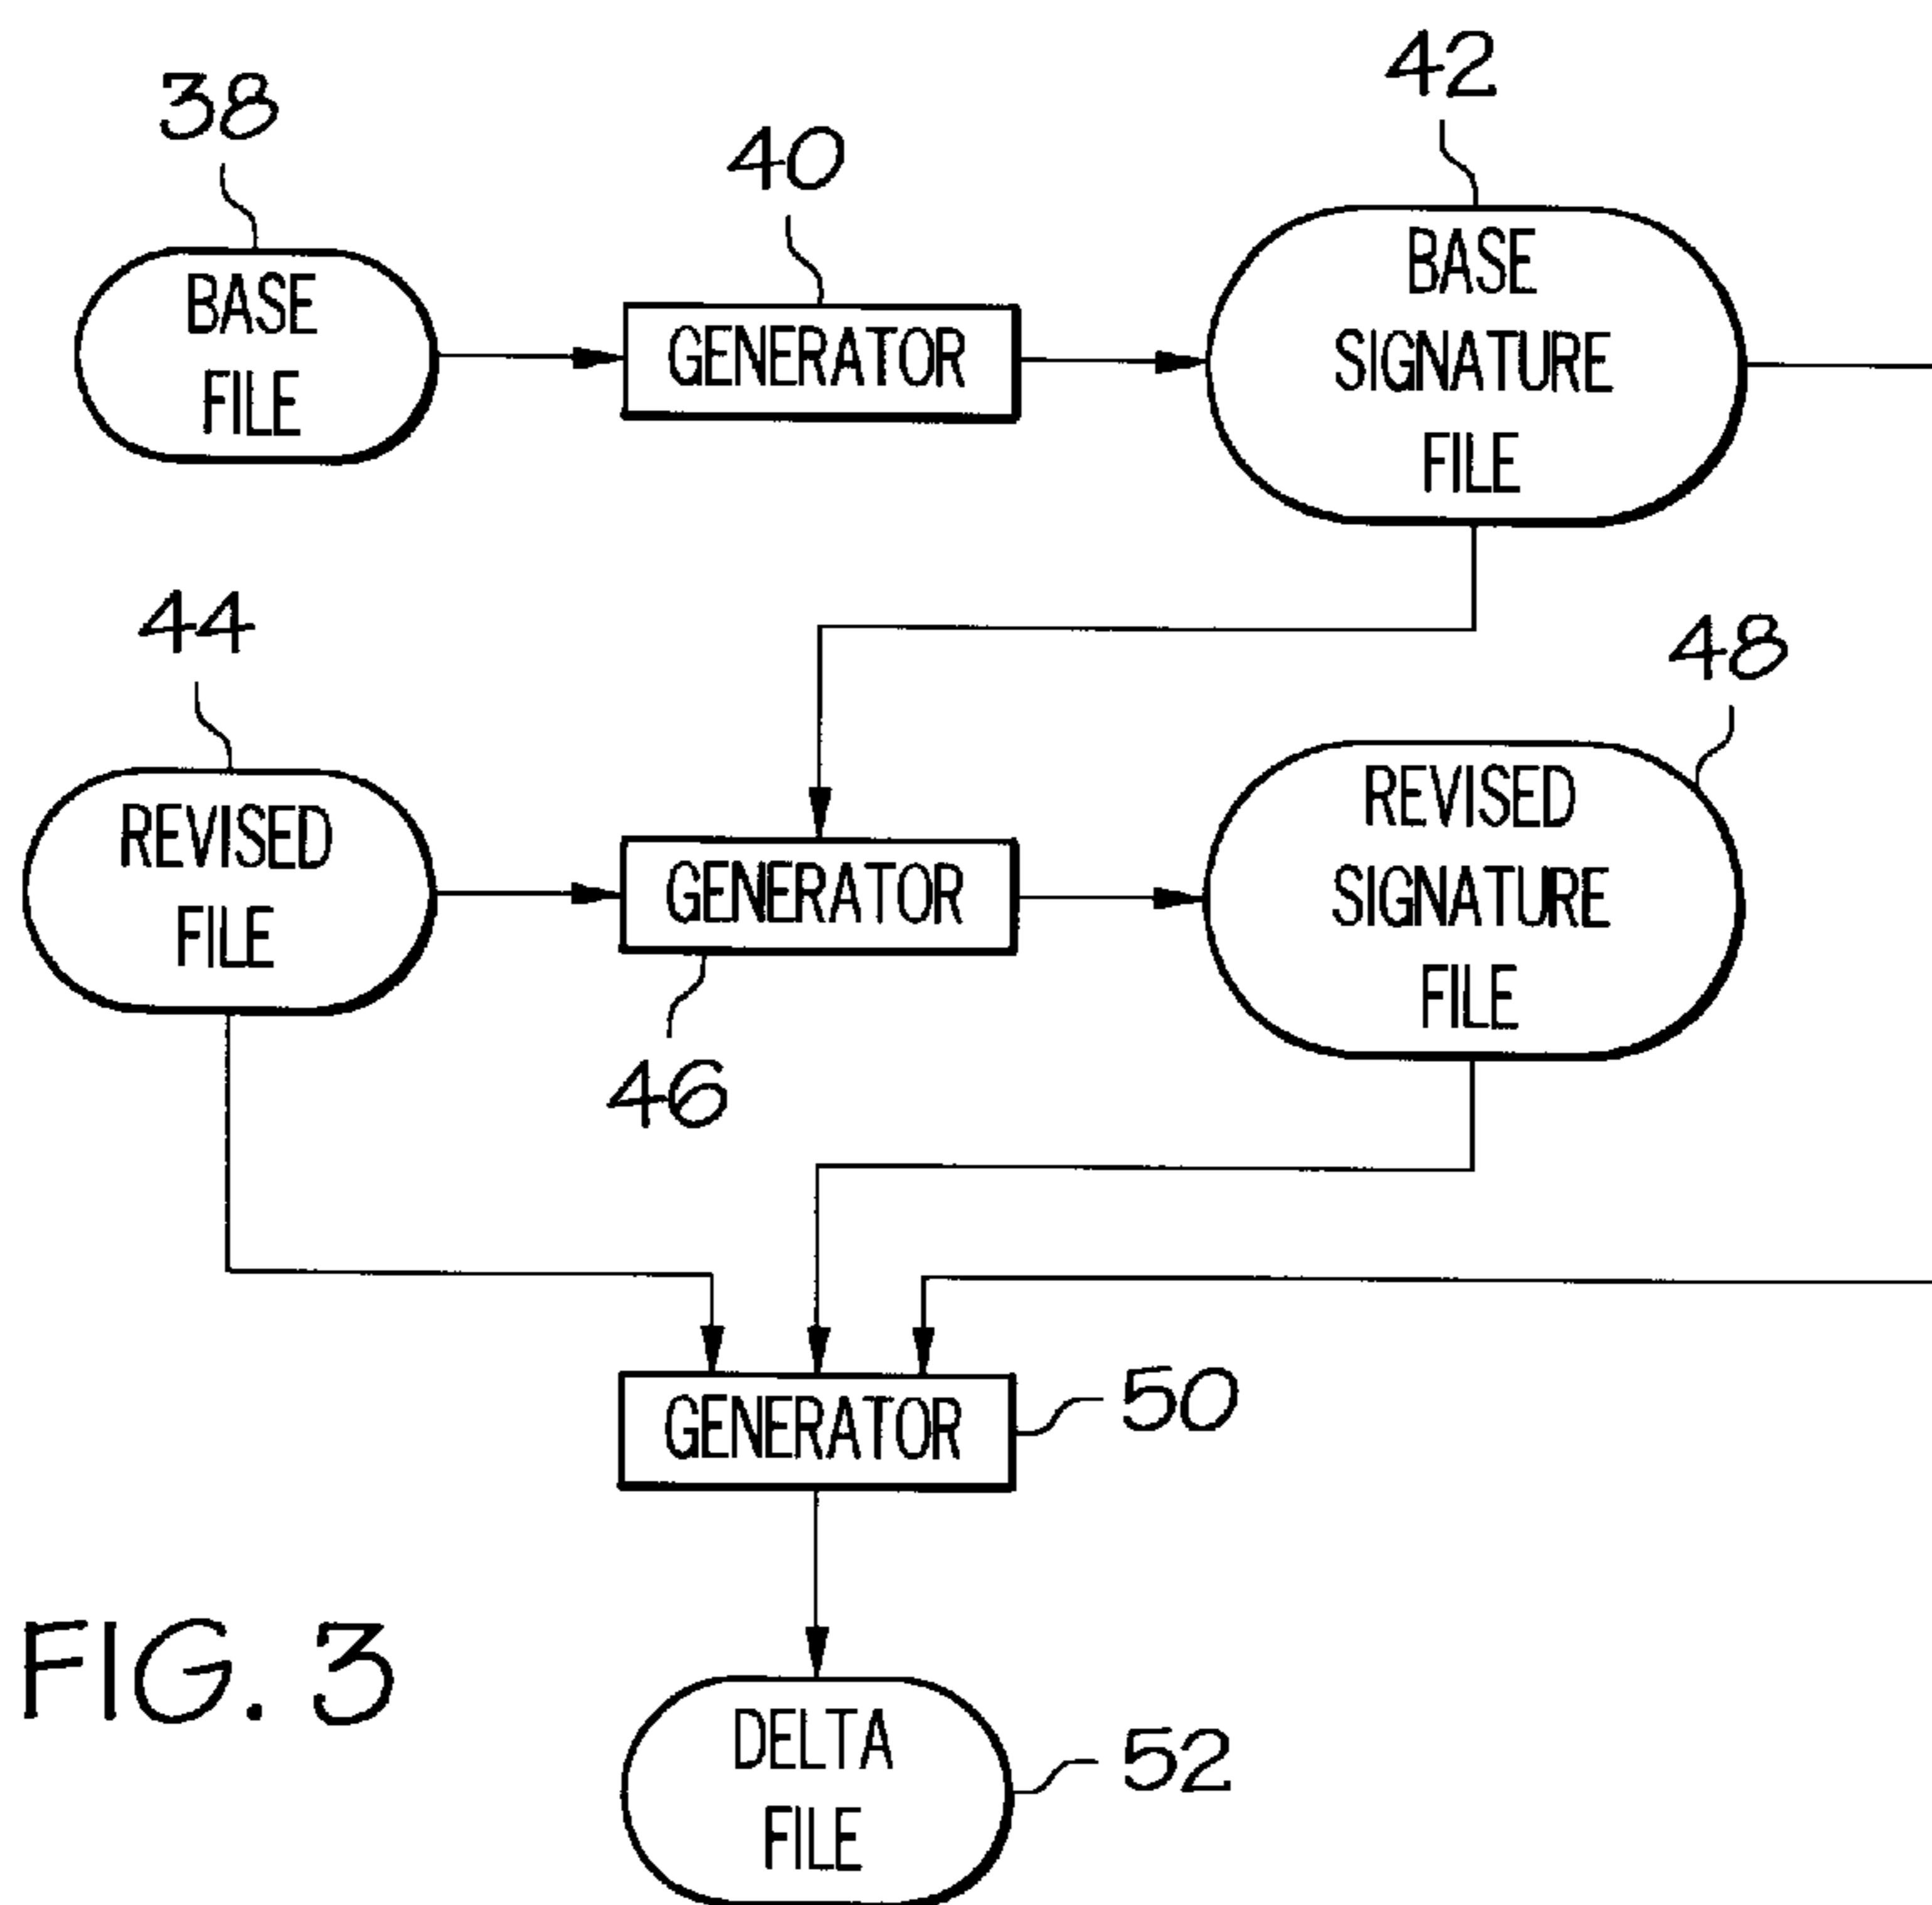 38
40
42
BASE
FILE
GENERATOR
BASE
SIGNATURE
FILE
44
48
REVISED
FILE
GENERATOR
REVISED
SIGNATURE
FILE
46
GENERATOR
50
FIG. 3
DELTA
FILE
52